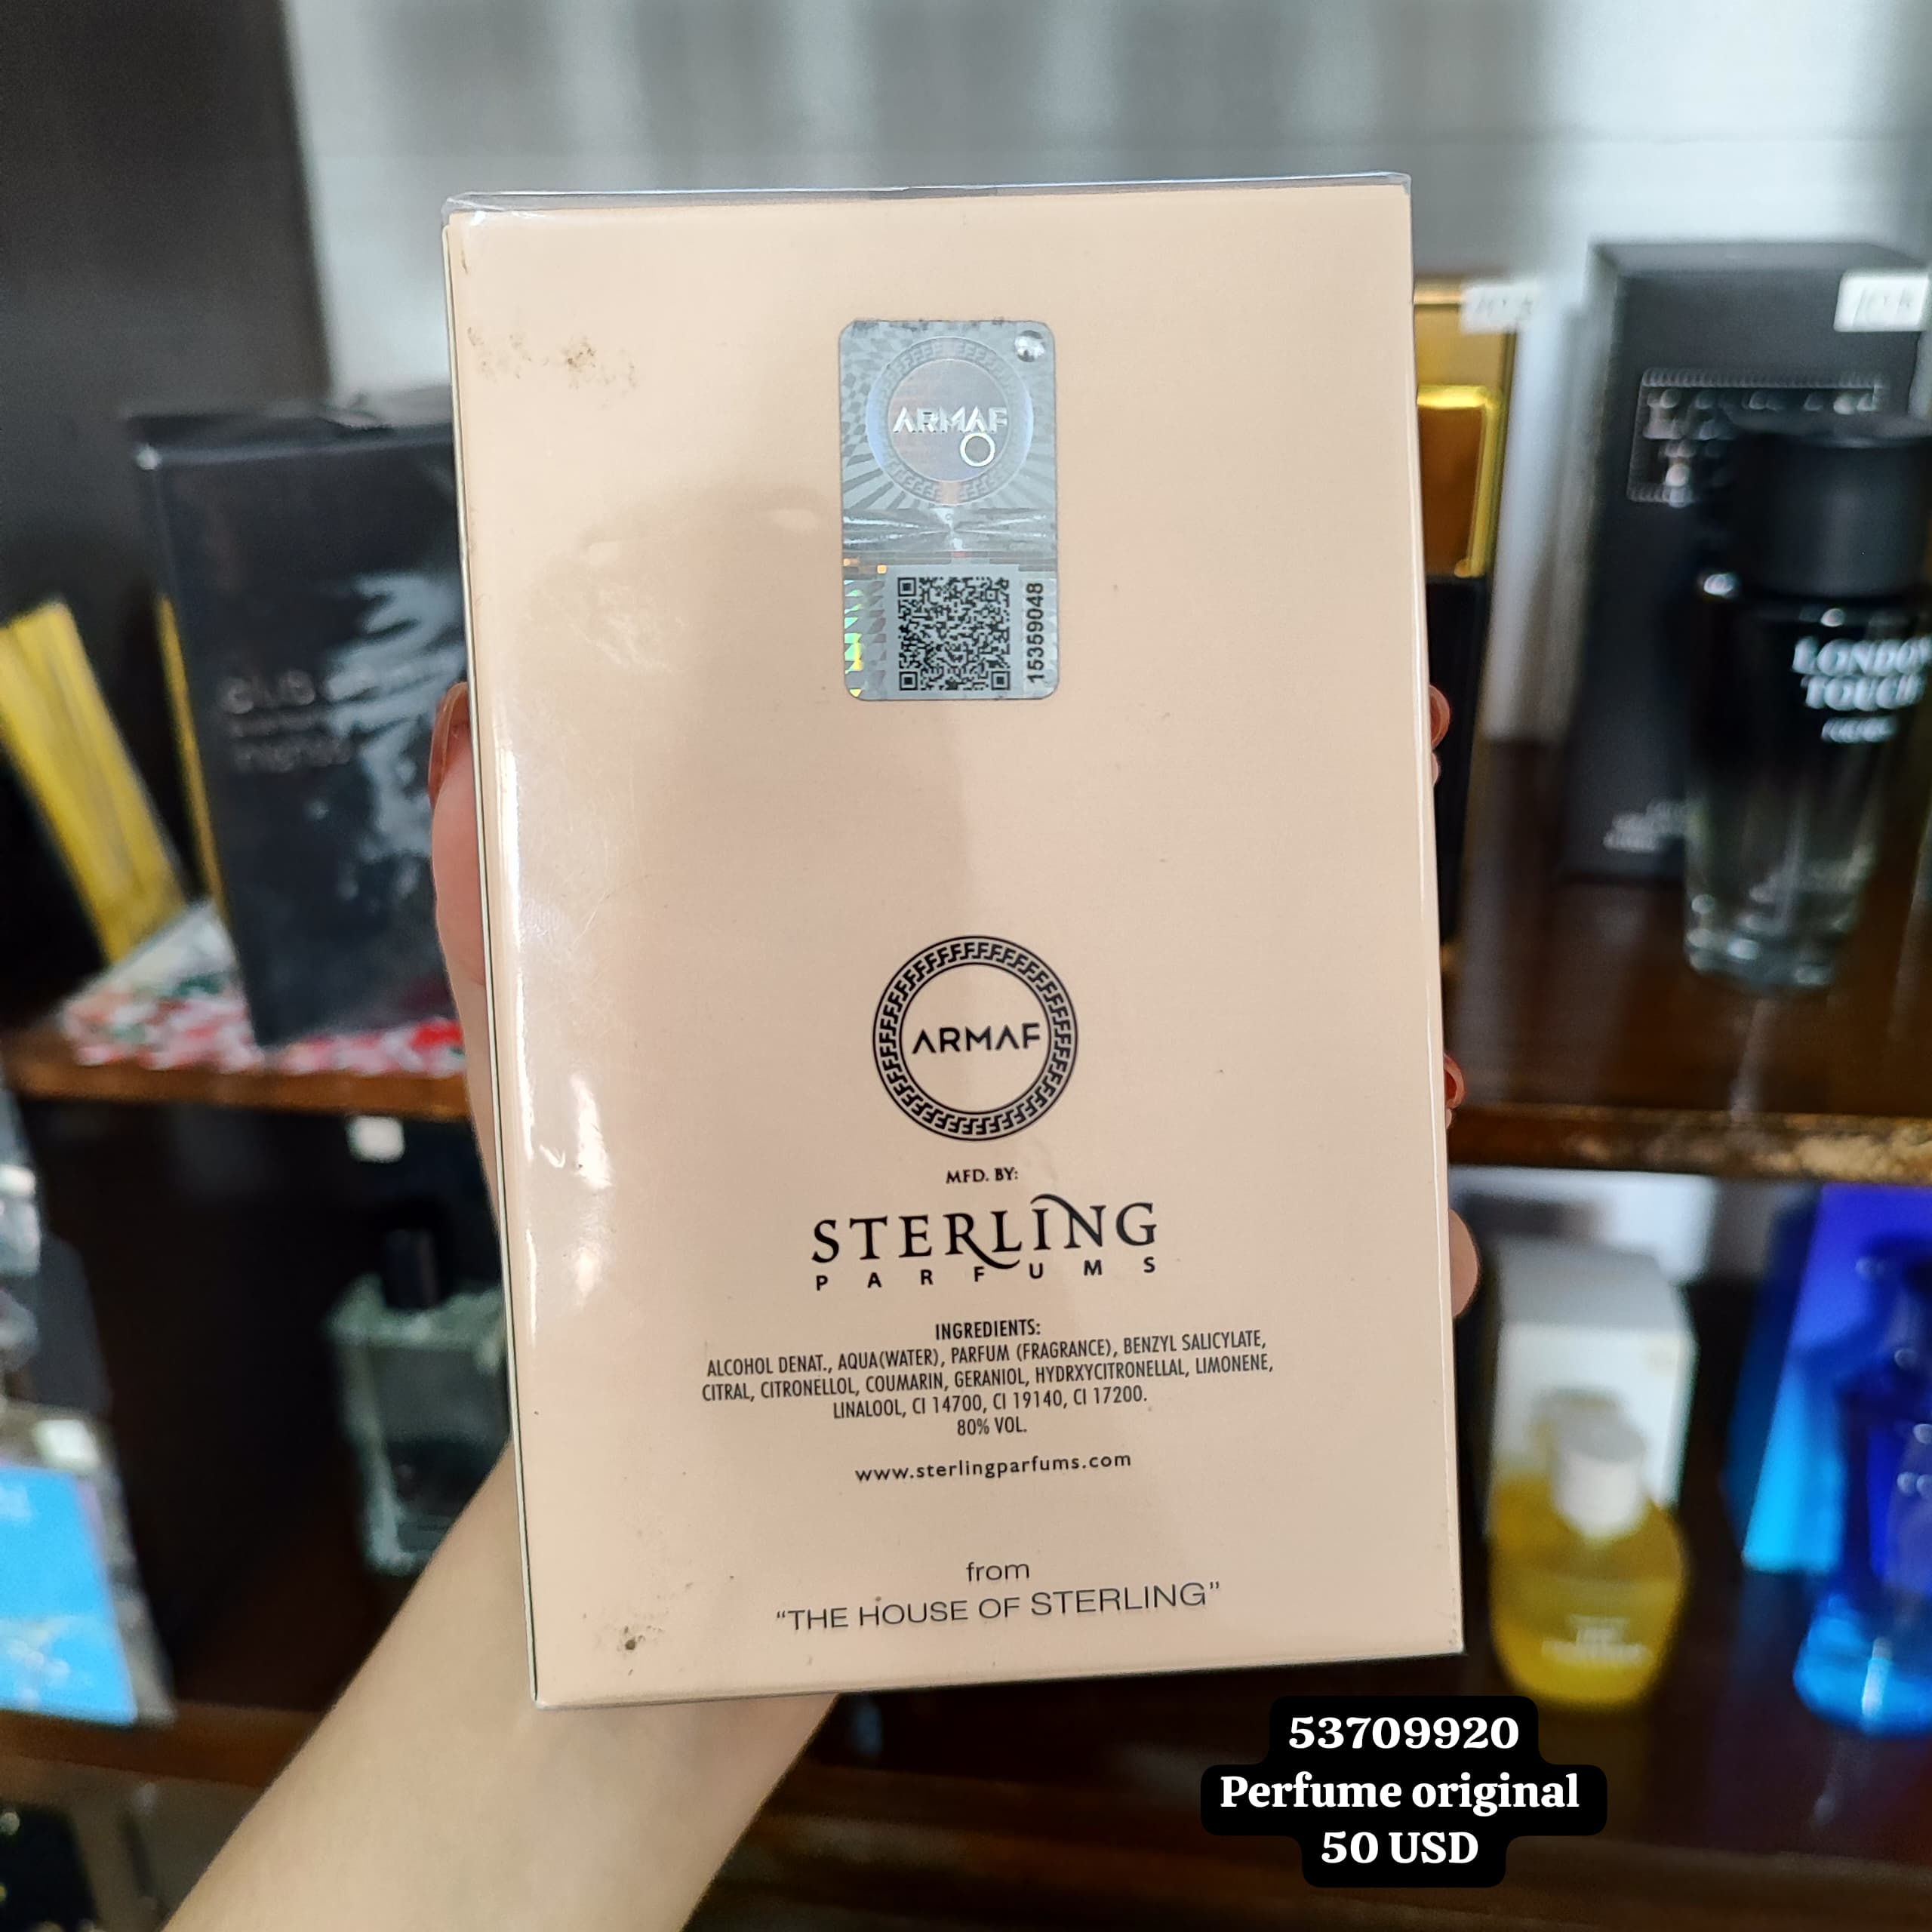 ARMAF
15359048
LONDON
TOUCH
ARMAF
MFD. BY:
STERLING
PARFUMS
INGREDIENTS:
ALCOHOL DENAT., AQUA(WATER), PARFUM (FRAGRANCE), BENZYL SALICYLATE,
CITRAL, CITRONELLOL, COUMARIN, GERANIOL, HYDRXYCITRONELLAL, LIMONENE,
LINALOOL, CI 14700, CI 19140, CI 17200.
80% VOL.
www.sterlingparfums.com
from
“THE HOUSE OF STERLING”
53709920
Perfume original
50 USD